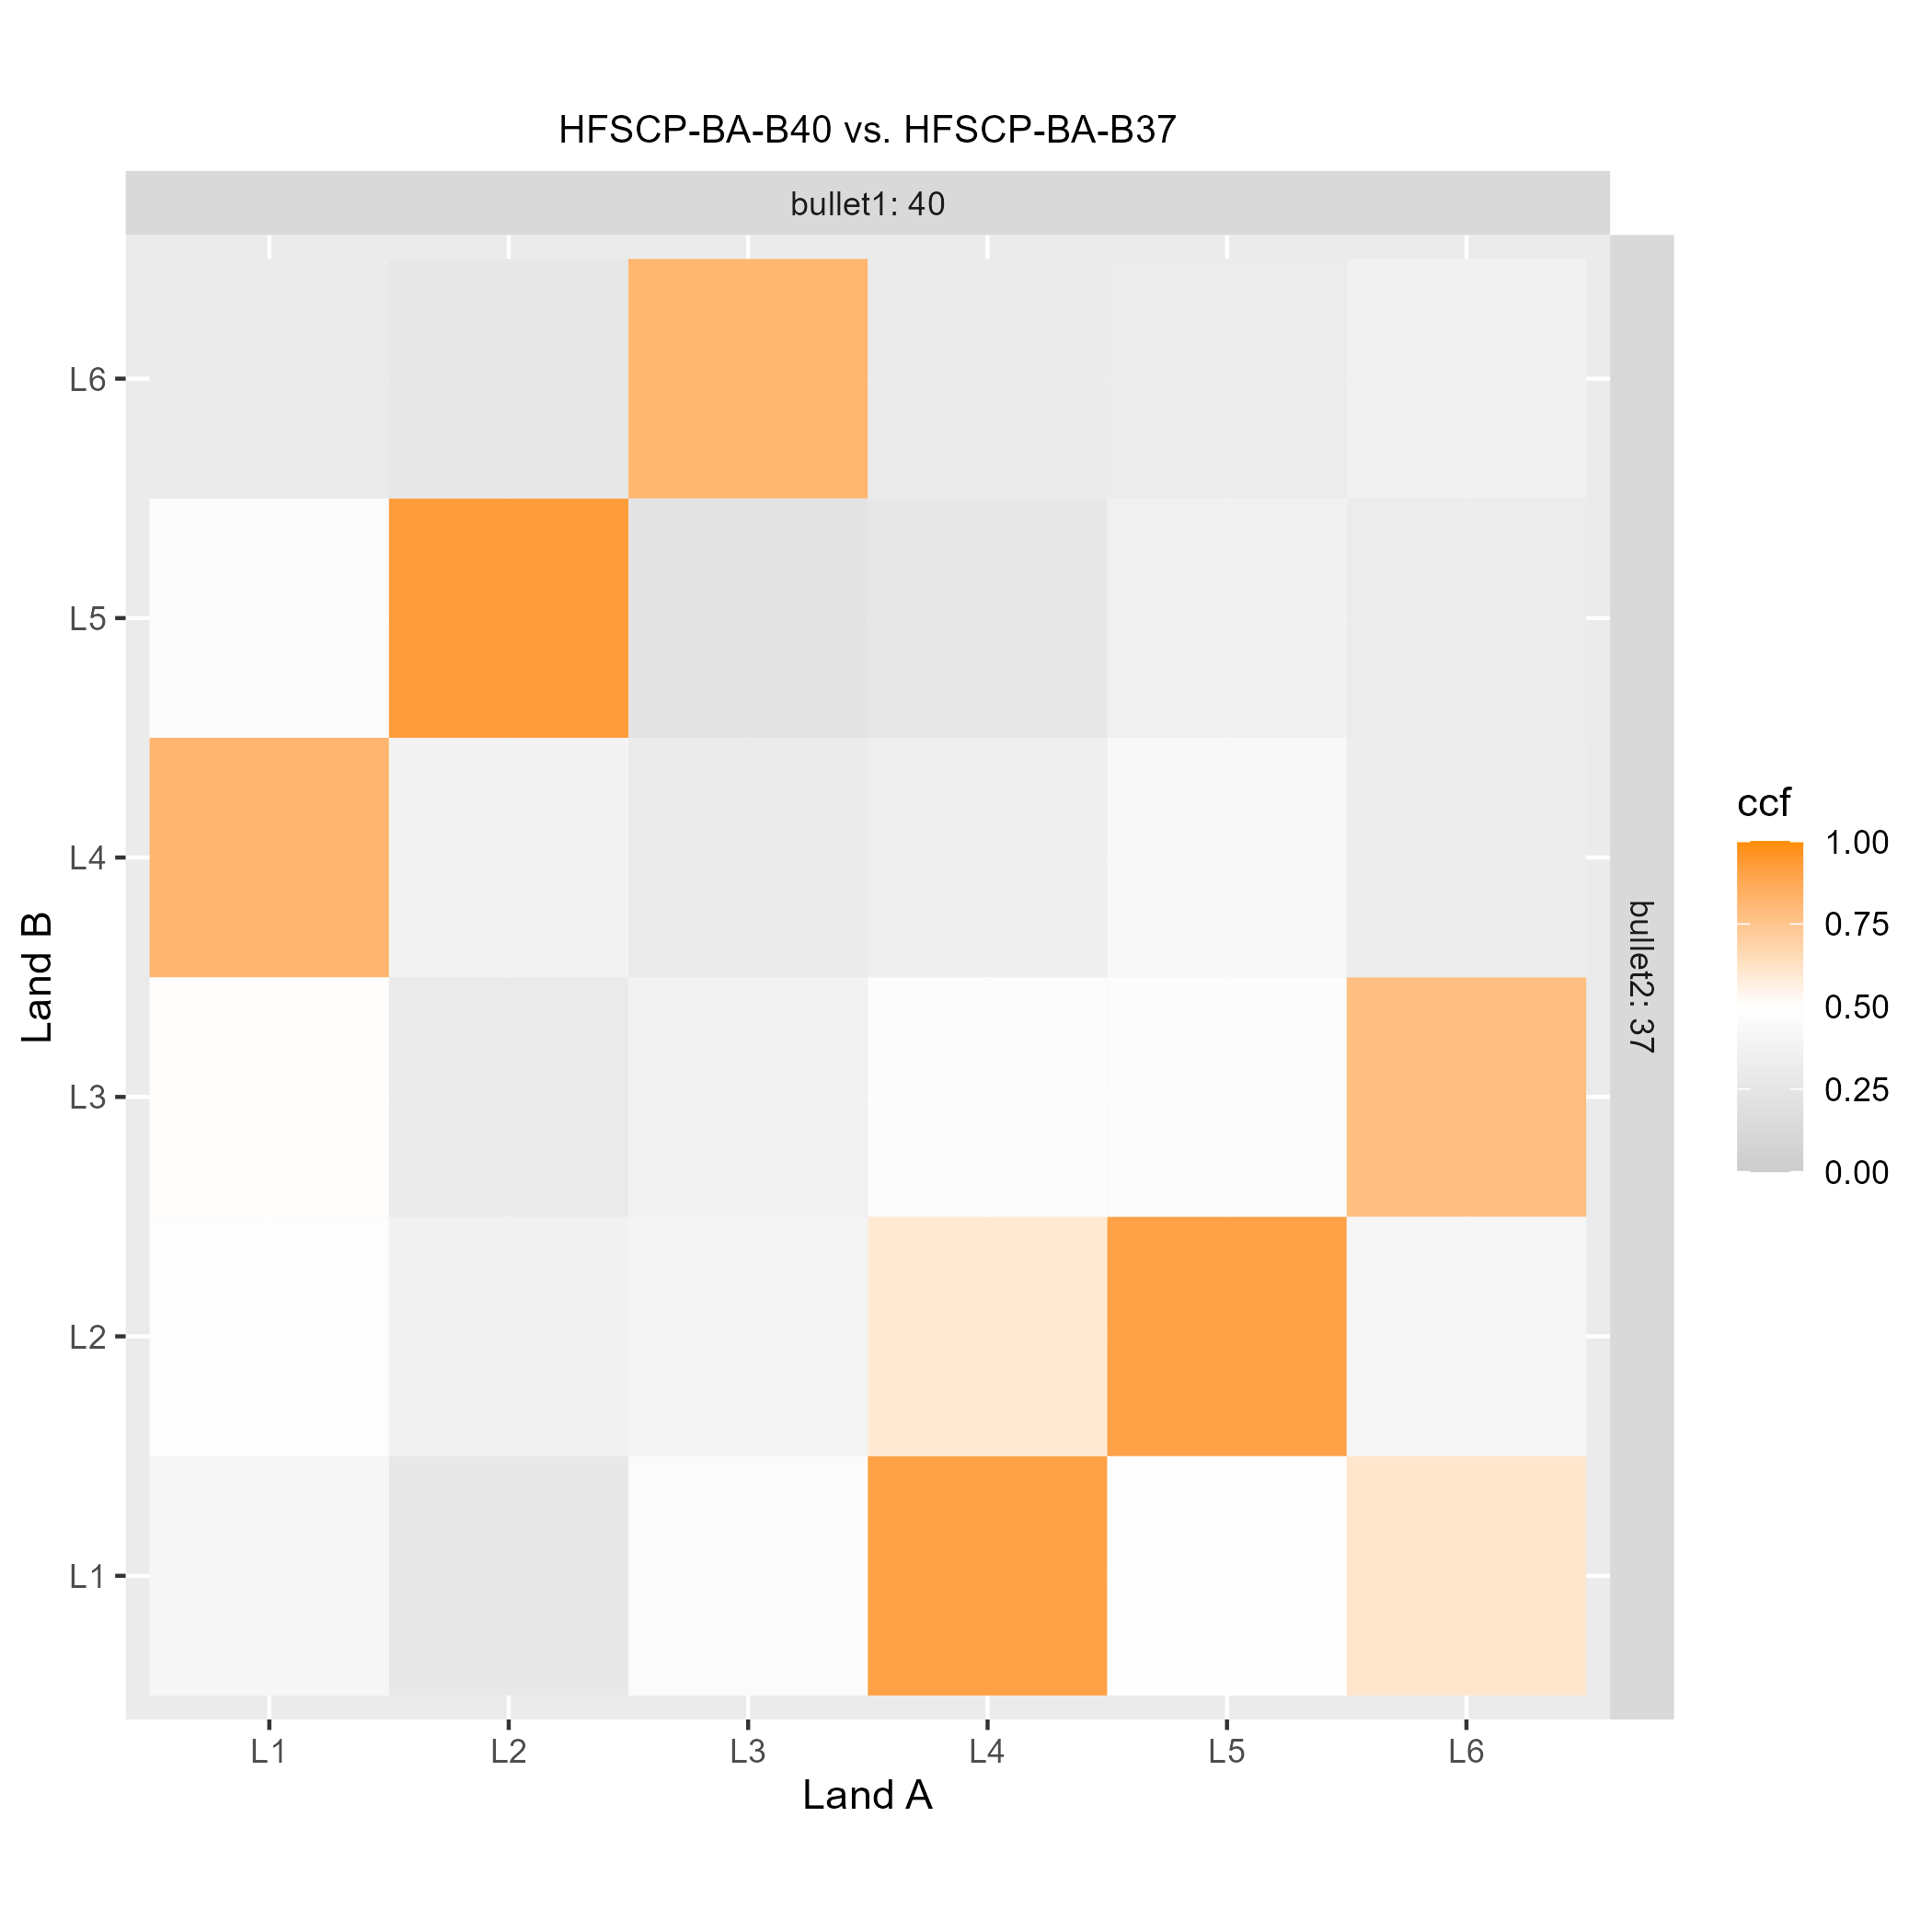 HFSCP-BA-B40 vs. HFSCP-BA-B37
bullet1: 40
L6
L5
L4
L3
L2
L1
Land B
bullet2: 37
L1 L2 L3 L4 L5 L6
Land A
ccf
1.00
0.75
0.50
0.25
0.00